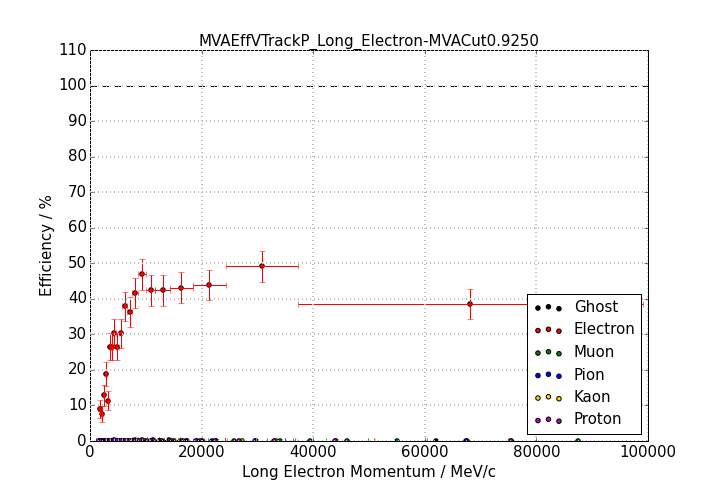 MVAEffVTrackP_Long_Electron-MVACut0.9250
110
100
90
80
70
60
50
40
30
20
10
0
Efficiency / %
Ghost
Electron
Muon
Pion
Kaon
Proton
0 20000 40000 60000 80000 100000
Long Electron Momentum / MeV/c